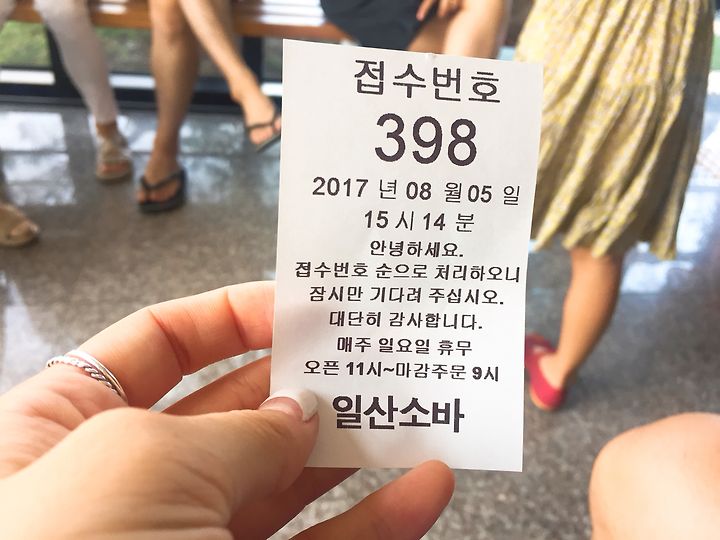 접수번호
398
2017 년 08 월 05 일
15 시 14 분
안녕하세요.
접수번호 순으로 처리하오니
잠시만 기다려 주십시오.
대단히 감사합니다.
매주 일요일 휴무
오픈 11시~마감주문 9시
일산소바